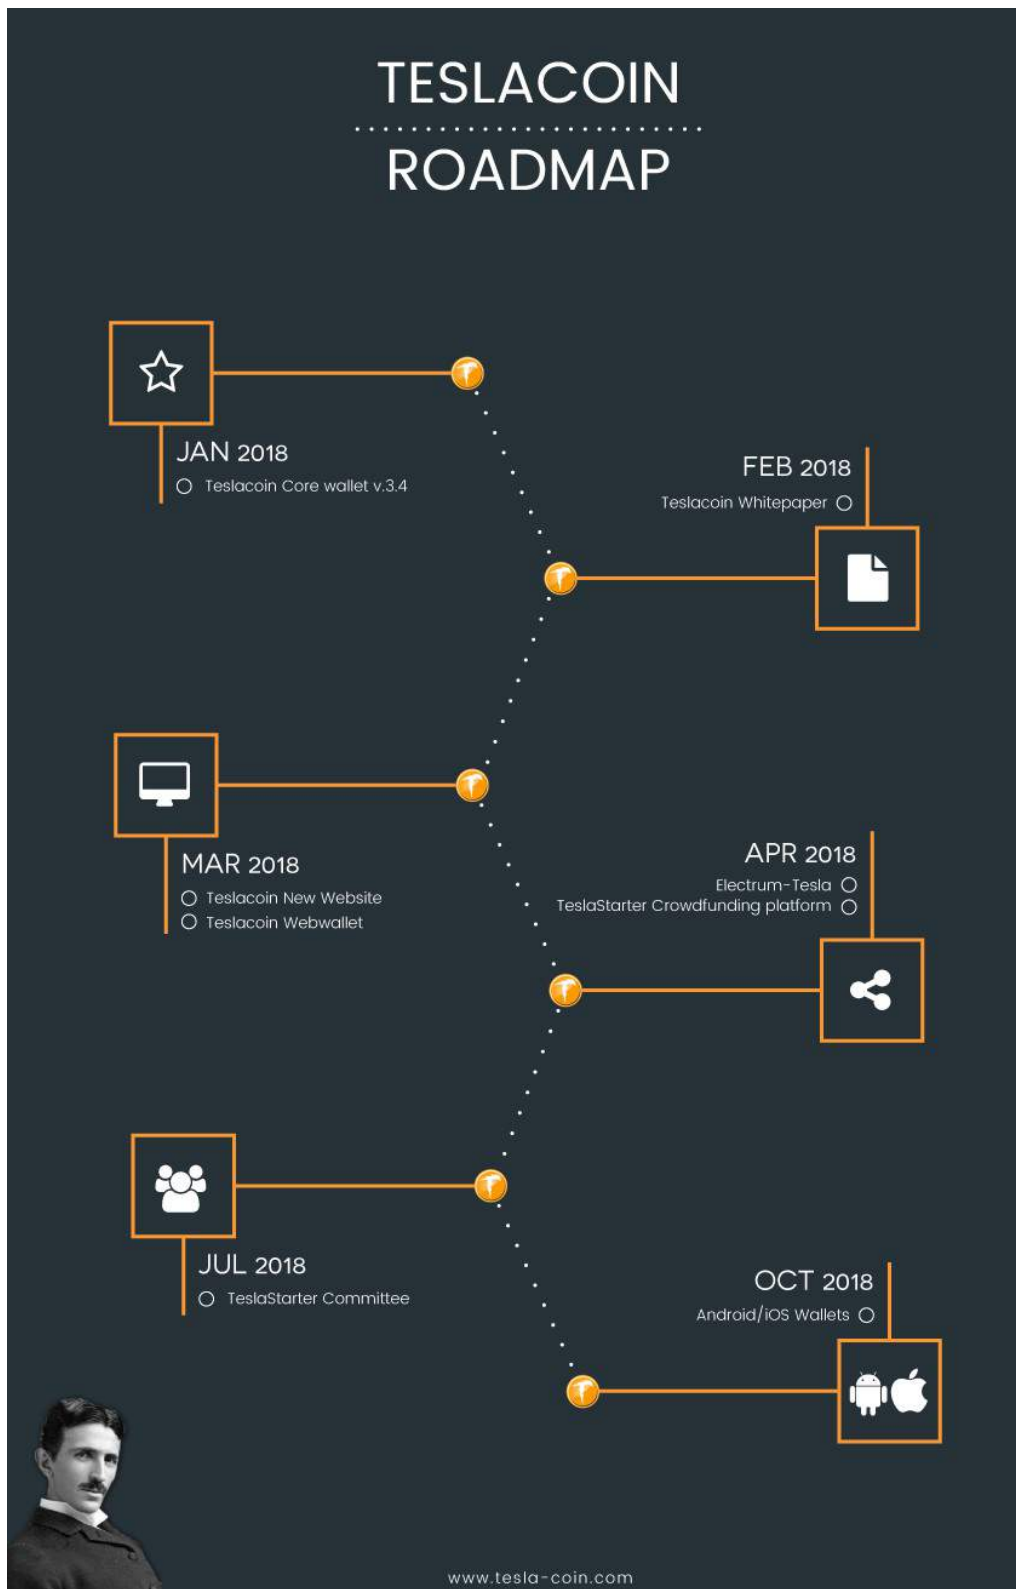 TESLACOIN
ROADMAP
JAN 2018
Teslacoin Core wallet v.3.4
FEB 2018
Teslacoin Whitepaper
MAR 2018
Teslacoin New Website
Teslacoin Webwallet
APR 2018
Electrum-Tesla
TeslaStarter Crowdfunding platform
JUL 2018
TeslaStarter Committee
OCT 2018
Android/iOS Wallets
www.tesla-coin.com